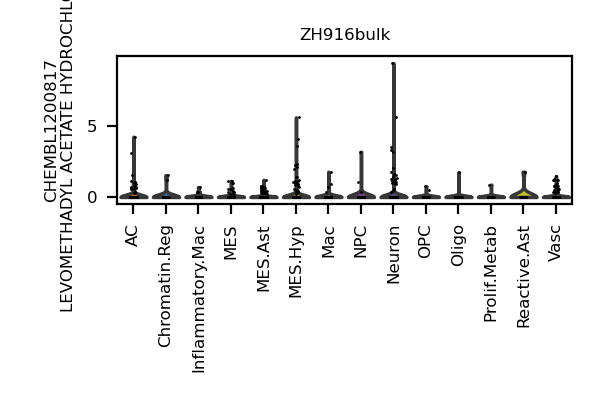 ZH916bulk
CHEMBL1200817
LEVOMETHADYL ACETATE
5
0
AC
Chromatin.Reg
Inflammatory.Mac
MES
MES.Ast
MES.Hyp
Mac
NPC
Neuron
OPC
Oligo
Prolif.Metab
Reactive.Ast
Vasc